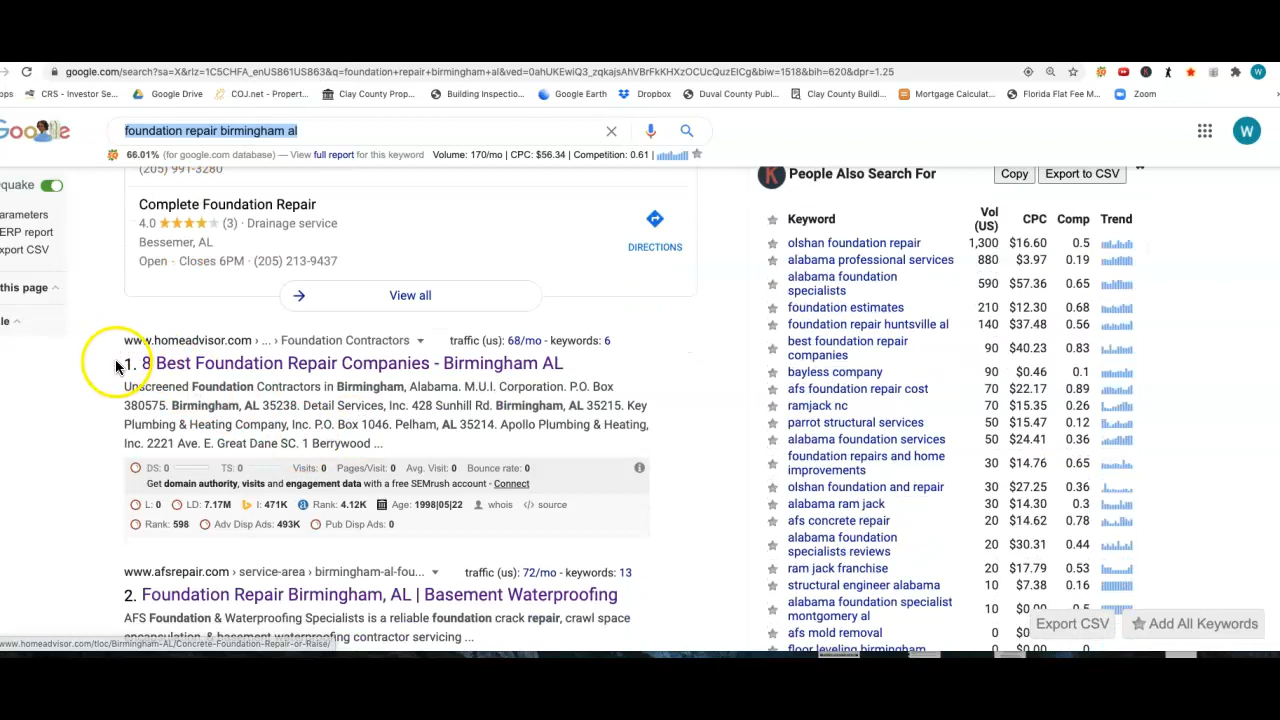 google.com/search?sa=X&rlz=1C5CHFA_enUS861US863&q=foundation+repair+birmingham+al&ved=0ahUKEwiQ3_zqkajsAhVBrFkKHXzOCUcQuzEICg&biw=1518&bih=620&dpr=1.25
ops CRS - Investor Se... Google Drive COJ.net - Propert... Clay County Prop... Building Inspectio... Google Earth Dropbox Duval County Publ... Clay County Buildi... Mortgage Calculat... Florida Flat Fee M... Zoom
foundation repair birmingham al
W
66.01% (for google.com database) — View full report for this keyword Volume: 170/mo | CPC: $56.34 | Competition: 0.61 |
quake
arameters
ERP report
xport CSV
this page
le
(205) 991-3280
Complete Foundation Repair
4.0 (3) · Drainage service
Bessemer, AL
Open · Closes 6PM · (205) 213-9437
DIRECTIONS
View all
www.homeadvisor.com › ... › Foundation Contractors traffic (us): 68/mo - keywords: 6
1. 8 Best Foundation Repair Companies - Birmingham AL
Unscreened Foundation Contractors in Birmingham, Alabama. M.U.I. Corporation. P.O. Box
380575. Birmingham, AL 35238. Detail Services, Inc. 428 Sunhill Rd. Birmingham, AL 35215. Key
Plumbing & Heating Company, Inc. P.O. Box 1046. Pelham, AL 35214. Apollo Plumbing & Heating,
Inc. 2221 Ave. E. Great Dane SC. 1 Berrywood ...
DS: 0 TS: 0 Visits: 0 Pages/Visit: 0 Avg. Visit: 0 Bounce rate: 0
Get domain authority, visits and engagement data with a free SEMrush account - Connect
L: 0 LD: 7.17M I: 471K Rank: 4.12K Age: 1998|05|22 whois source
Rank: 598 Adv Disp Ads: 493K Pub Disp Ads: 0
www.afsrepair.com › service-area › birmingham-al-fou... traffic (us): 72/mo - keywords: 13
2. Foundation Repair Birmingham, AL | Basement Waterproofing
AFS Foundation & Waterproofing Specialists is a reliable foundation crack repair, crawl space
encapsulation, & basement waterproofing contractor servicing ...
www.homeadvisor.com/tloc/Birmingham-AL/Concrete-Foundation-Repair-or-Raise/
K People Also Search For Copy Export to CSV
Keyword Vol (US) CPC Comp Trend
olshan foundation repair 1,300 $16.60 0.5
alabama professional services 880 $3.97 0.19
alabama foundation specialists 590 $57.36 0.65
foundation estimates 210 $12.30 0.68
foundation repair huntsville al 140 $37.48 0.56
best foundation repair companies 90 $40.23 0.83
bayless company 90 $0.46 0.1
afs foundation repair cost 70 $22.17 0.89
ramjack nc 70 $15.35 0.26
parrot structural services 50 $15.47 0.12
alabama foundation services 50 $24.41 0.36
foundation repairs and home improvements 30 $14.76 0.65
olshan foundation and repair 30 $27.25 0.36
alabama ram jack 30 $14.30 0.3
afs concrete repair 20 $14.62 0.78
alabama foundation specialists reviews 20 $30.31 0.44
ram jack franchise 20 $17.79 0.53
structural engineer alabama 10 $7.38 0.16
alabama foundation specialist montgomery al 10
afs mold removal 0
floor leveling birmingham
Export CSV Add All Keywords